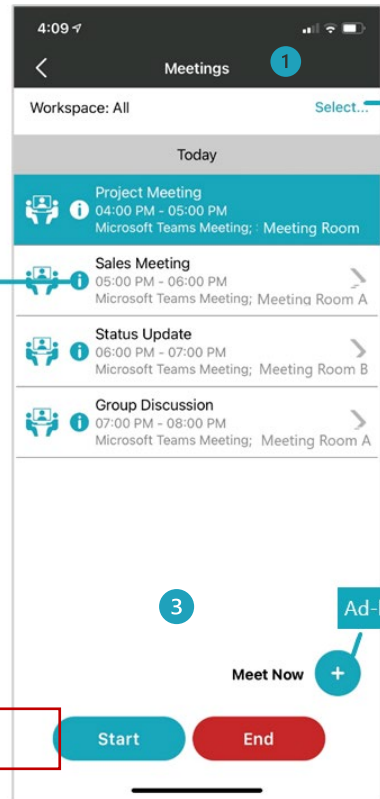 4:09
Meetings
1
Workspace: All
Select...
Today
Project Meeting
04:00 PM - 05:00 PM
Microsoft Teams Meeting; : Meeting Room
Sales Meeting
05:00 PM - 06:00 PM
Microsoft Teams Meeting; Meeting Room A
Status Update
06:00 PM - 07:00 PM
Microsoft Teams Meeting; Meeting Room B
Group Discussion
07:00 PM - 08:00 PM
Microsoft Teams Meeting; Meeting Room A
3
Ad-
Meet Now
+
Start
End